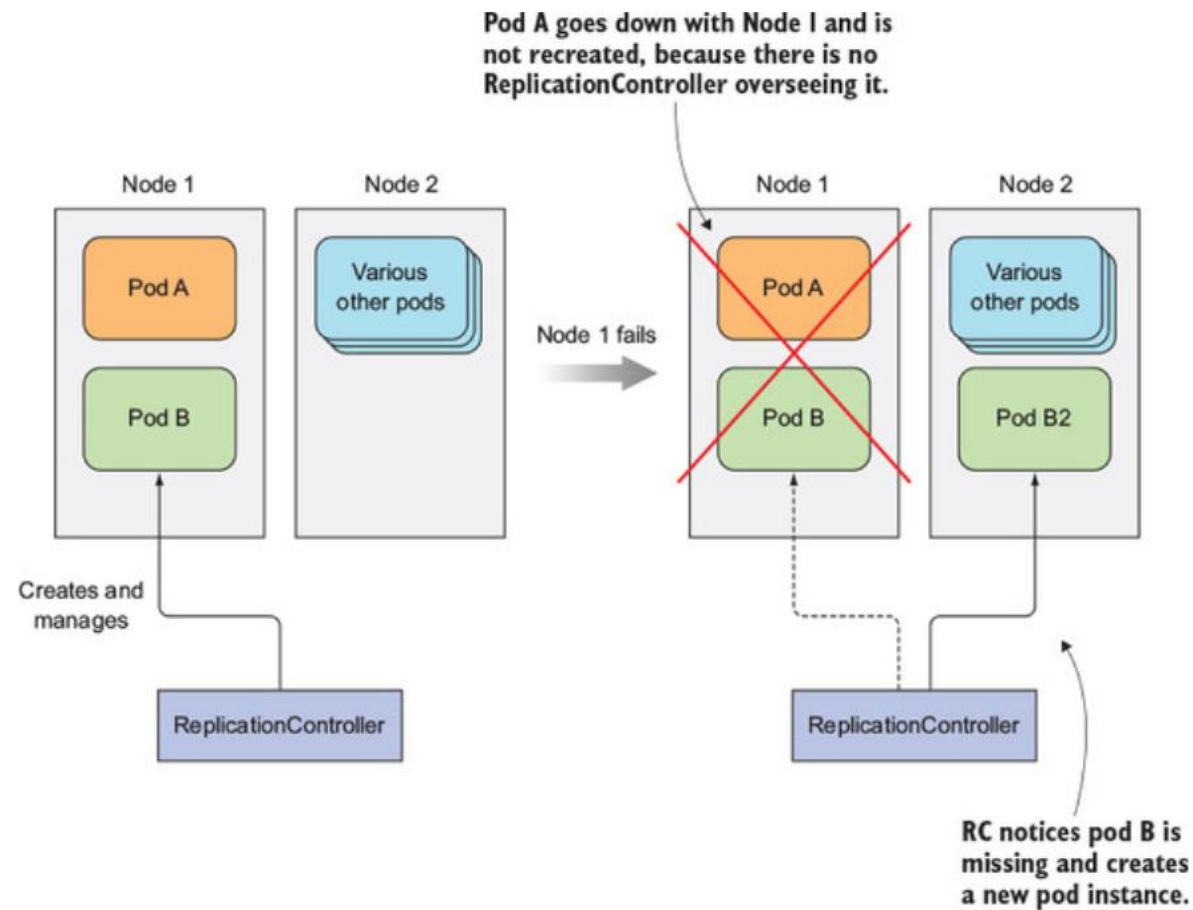 Pod A goes down with Node 1 and is
not recreated, because there is no
ReplicationController overseeing it.
Node 1
Node 2
Node 1
Node 2
Pod A
Various
other pods
Pod A
Various
other pods
Node 1 fails
Pod B
Pod B
Pod B2
Creates and
manages
ReplicationController
ReplicationController
RC notices pod B is
missing and creates
a new pod instance.